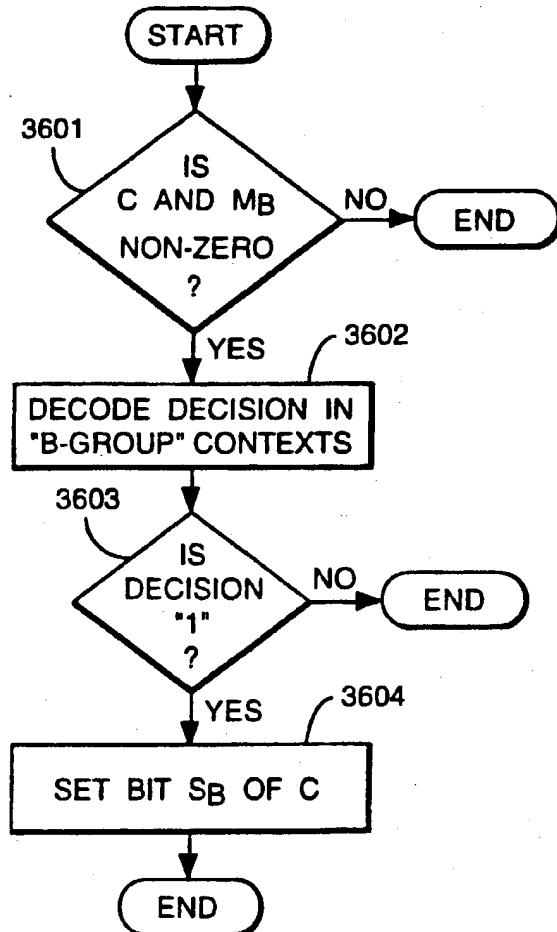 START
3601
IS
C AND MB
NON-ZERO
?
NO
END
YES
3602
DECODE DECISION IN
"B-GROUP" CONTEXTS
3603
IS
DECISION
"1"
?
NO
END
YES
3604
SET BIT SB OF C
END